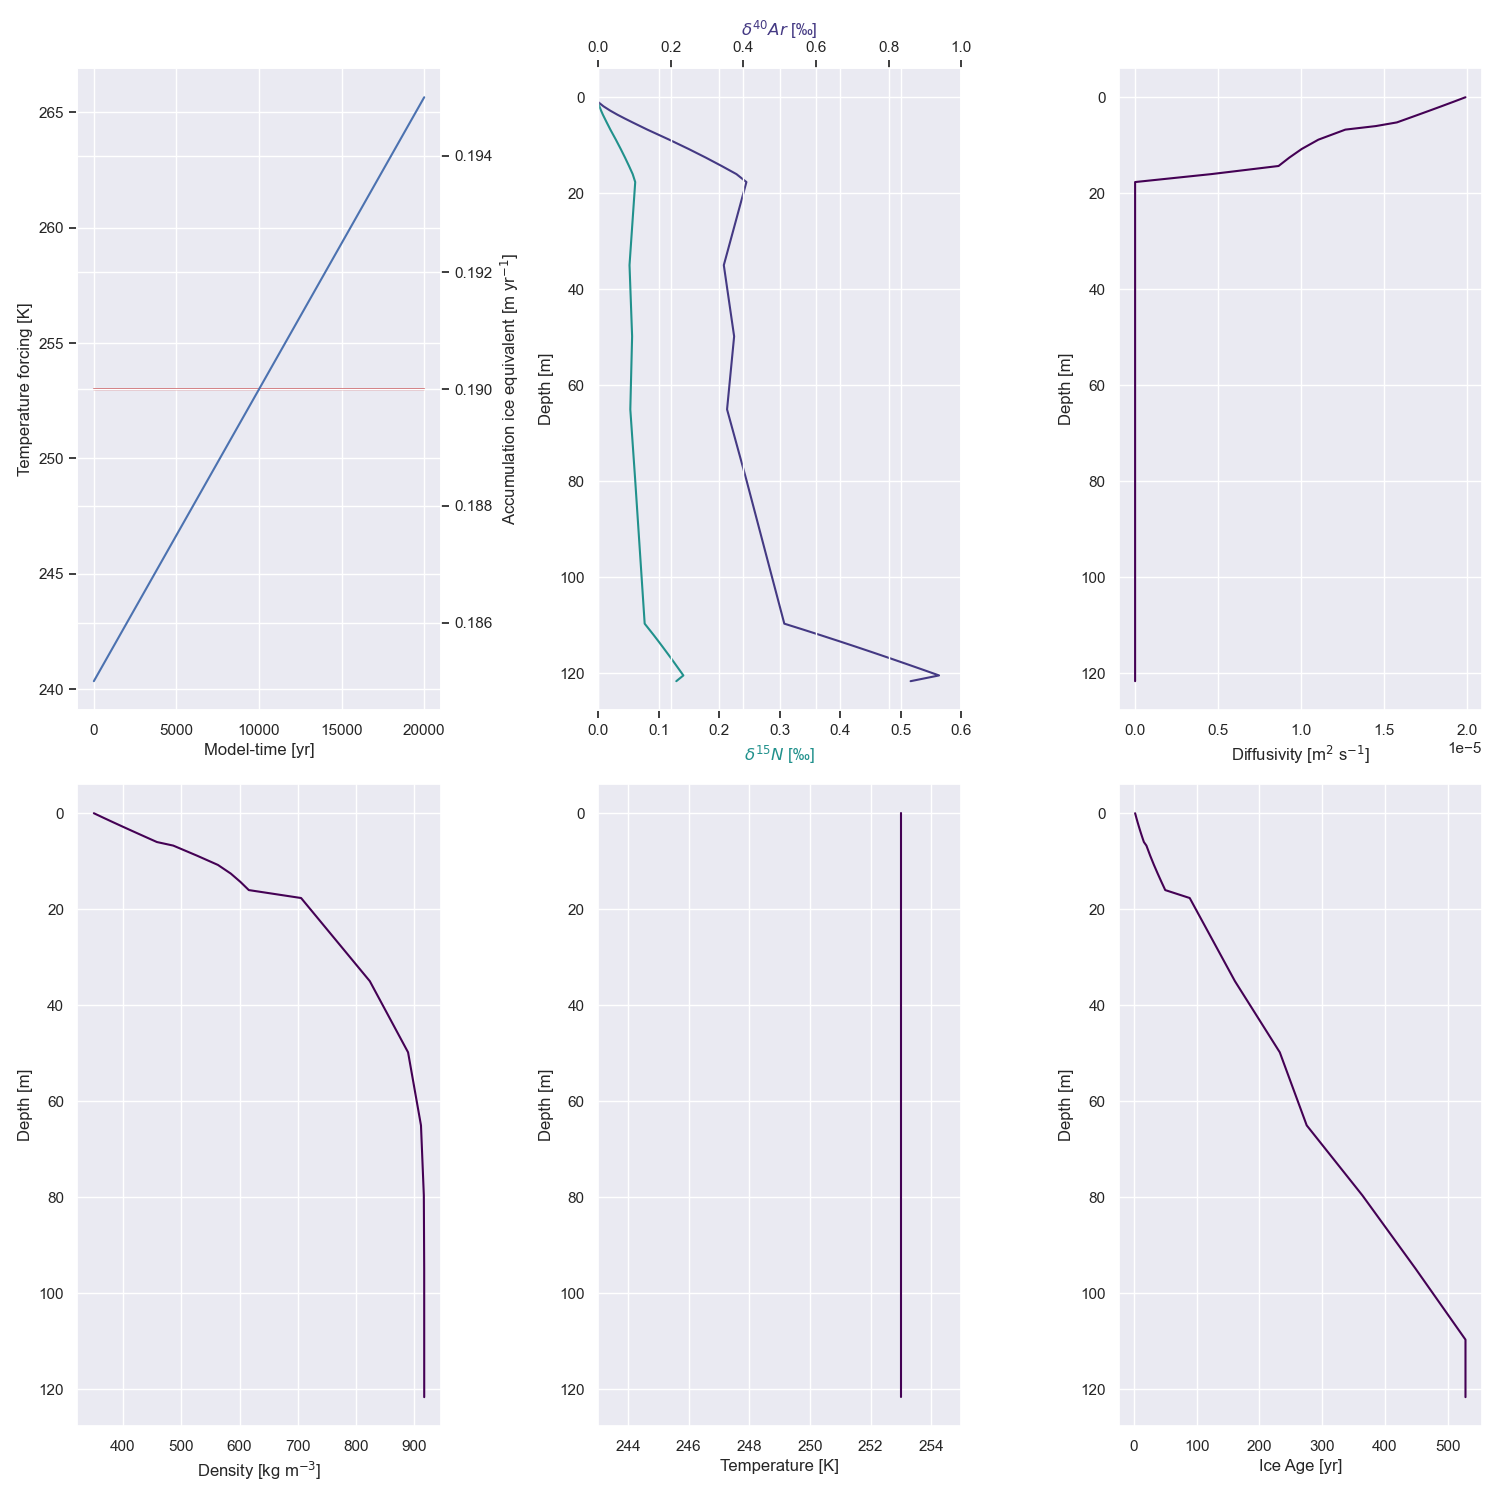 δ⁴⁰Ar [‰]
0.0 0.2 0.4 0.6 0.8 1.0
265
260
255
250
245
240
Temperature forcing [K]
0 5000 10000 15000 20000
Model-time [yr]
0.194
0.192
0.190
0.188
0.186
Accumulation ice equivalent [m yr⁻¹]
0
20
40
60
80
100
120
Depth [m]
0.0 0.1 0.2 0.3 0.4 0.5 0.6
δ¹⁵N [‰]
0
20
40
60
80
100
120
Depth [m]
0.0 0.5 1.0 1.5 2.0
1e−5
Diffusivity [m² s⁻¹]
0
20
40
60
80
100
120
Depth [m]
400 500 600 700 800 900
Density [kg m⁻³]
0
20
40
60
80
100
120
Depth [m]
244 246 248 250 252 254
Temperature [K]
0
20
40
60
80
100
120
Depth [m]
0 100 200 300 400 500
Ice Age [yr]